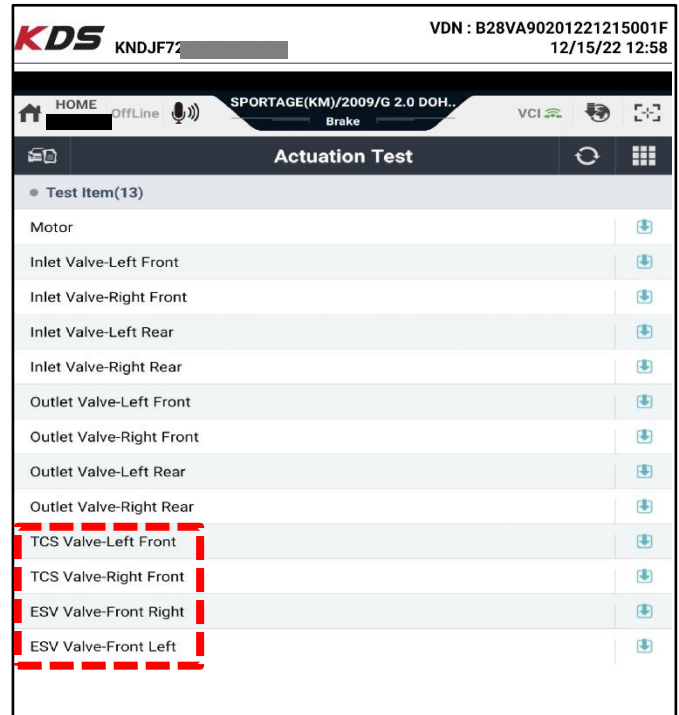 KDS KNDJF72
VDN : B28VA90201221215001F
12/15/22 12:58
HOME OffLine SPORTAGE(KM)/2009/G 2.0 DOH.. VCI
Brake
Actuation Test
Test Item(13)
Motor
Inlet Valve-Left Front
Inlet Valve-Right Front
Inlet Valve-Left Rear
Inlet Valve-Right Rear
Outlet Valve-Left Front
Outlet Valve-Right Front
Outlet Valve-Left Rear
Outlet Valve-Right Rear
TCS Valve-Left Front
TCS Valve-Right Front
ESV Valve-Front Right
ESV Valve-Front Left